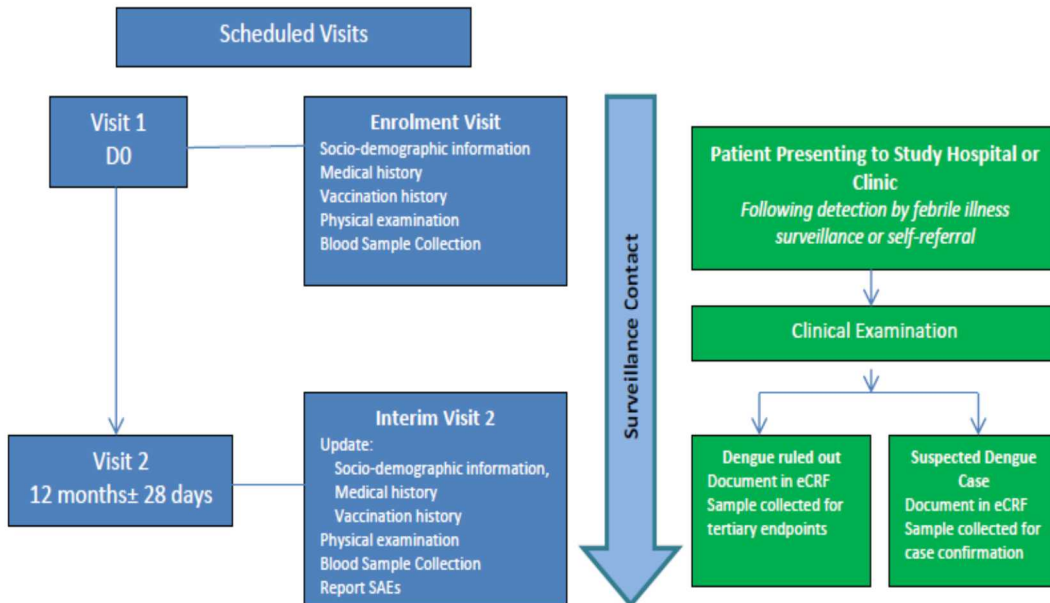 Scheduled Visits
Visit 1
D0
Enrolment Visit
Socio-demographic information
Medical history
Vaccination history
Physical examination
Blood Sample Collection
Visit 2
12 months± 28 days
Interim Visit 2
Update:
Socio-demographic information,
Medical history
Vaccination history
Physical examination
Blood Sample Collection
Report SAEs
Surveillance Contact
Patient Presenting to Study Hospital or
Clinic
Following detection by febrile illness
surveillance or self-referral
Clinical Examination
Dengue ruled out
Document in eCRF
Sample collected for
tertiary endpoints
Suspected Dengue
Case
Document in eCRF
Sample collected for
case confirmation